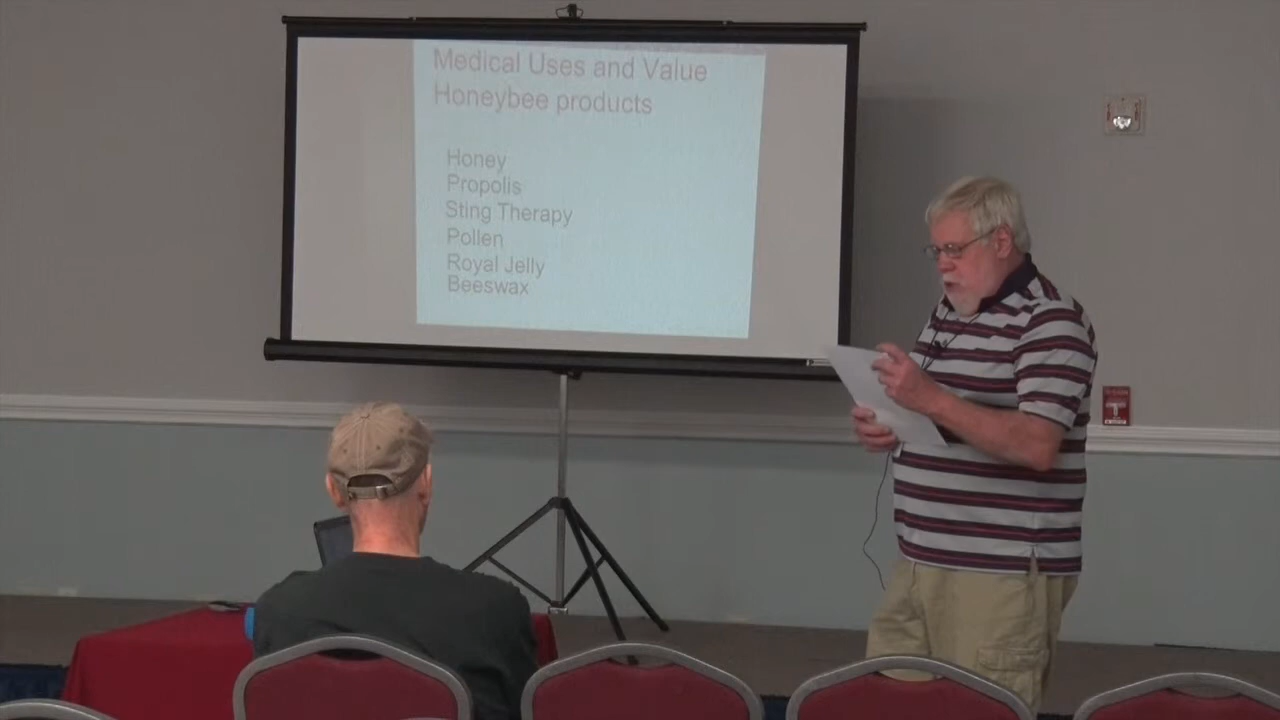 Medical Uses and Value
Honeybee products
Honey
Propolis
Sting Therapy
Pollen
Royal Jelly
Beeswax